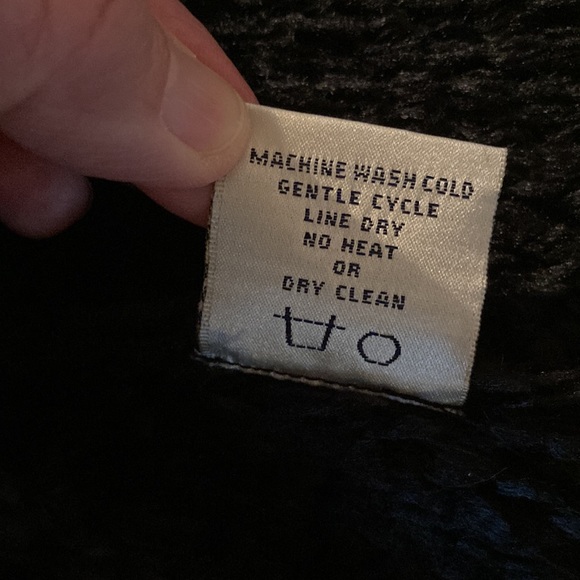 MACHINE WASH COLD
GENTLE CYCLE
LINE DRY
NO HEAT
OR
DRY CLEAN